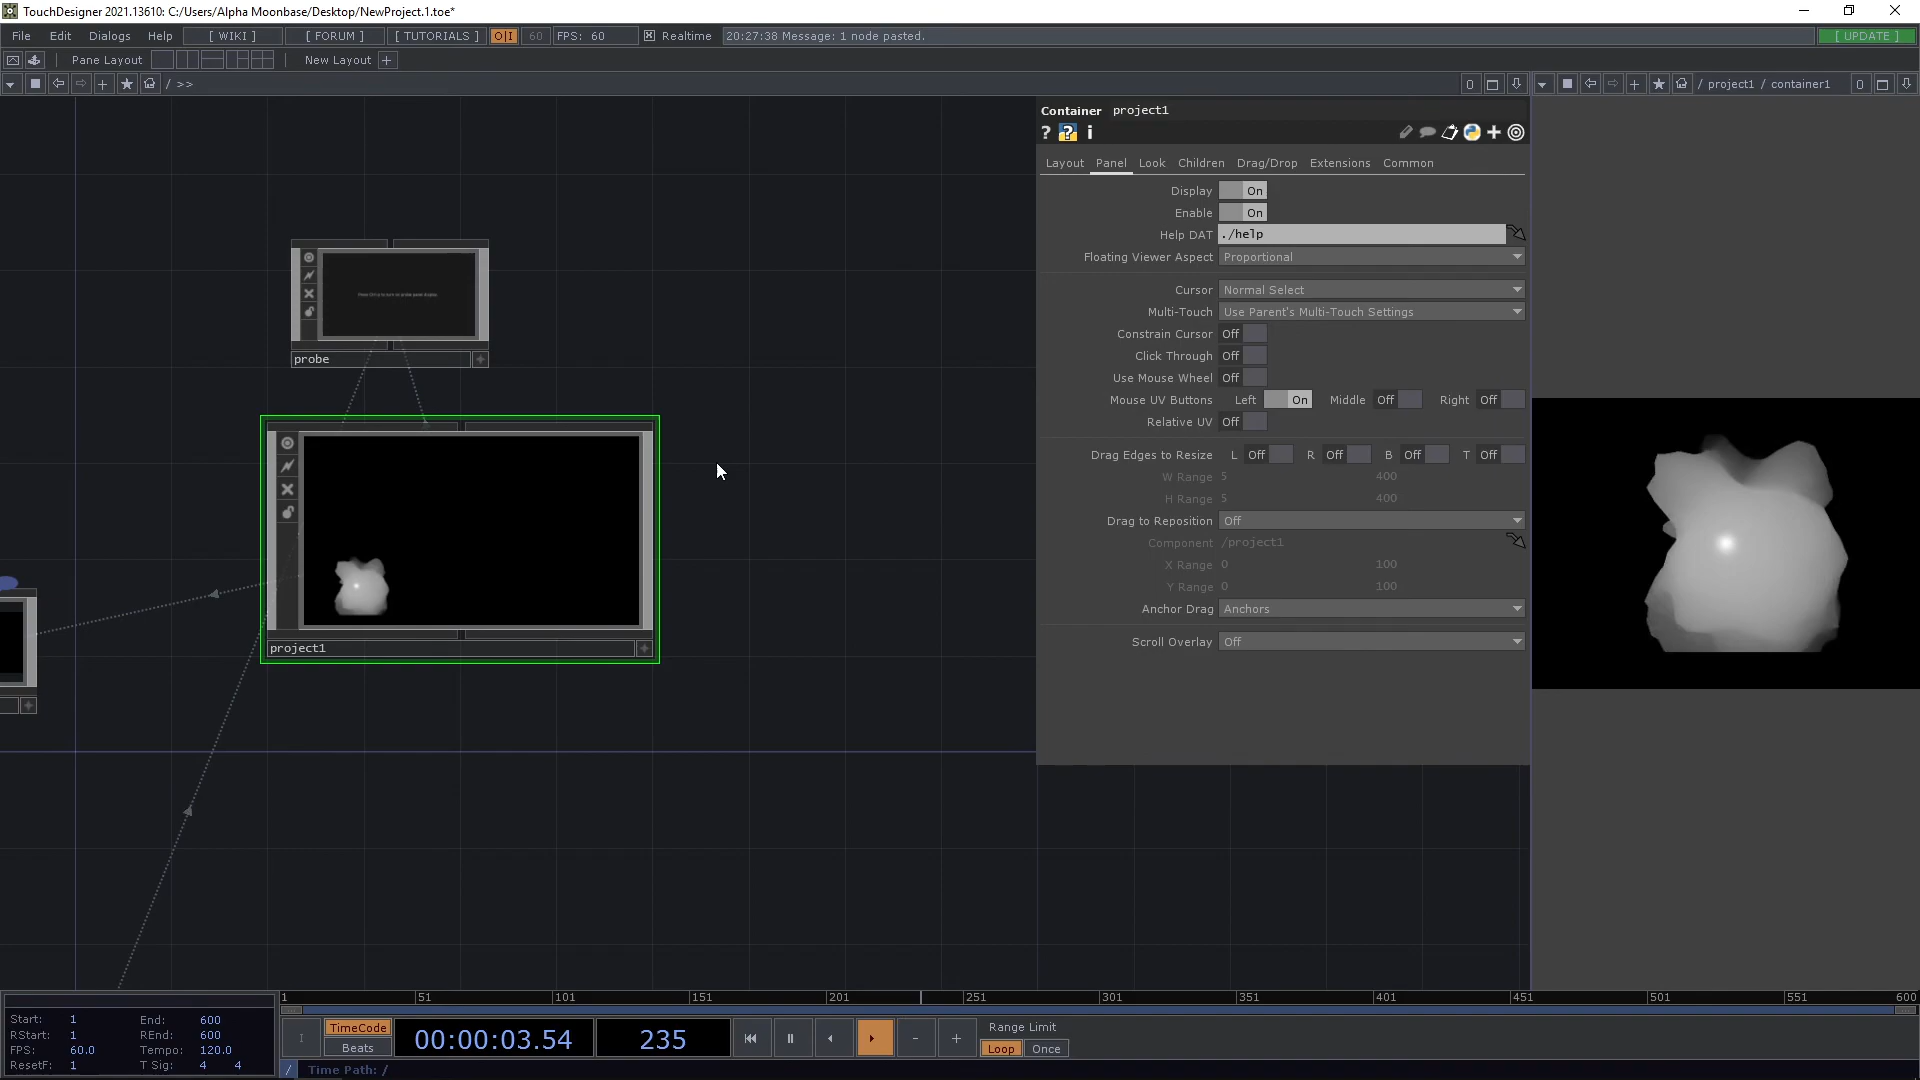 TouchDesigner 2021.13610: C:/Users/Alpha Moonbase/Desktop/NewProject.1.toe*
File Edit Dialogs Help [ WIKI ] [ FORUM ] [ TUTORIALS ] O|I 60 FPS: 60 Realtime 20:27:38 Message: 1 node pasted. [ UPDATE ]
Pane Layout New Layout +
/ >> 0 / project1 / container1 0
Container project1
? ? i
Layout Panel Look Children Drag/Drop Extensions Common
Display On
Enable On
Help DAT ./help
Floating Viewer Aspect Proportional
Cursor Normal Select
Multi-Touch Use Parent's Multi-Touch Settings
Constrain Cursor Off
Click Through Off
Use Mouse Wheel Off
Mouse UV Buttons Left On Middle Off Right Off
Relative UV Off
Drag Edges to Resize L Off R Off B Off T Off
W Range 5 400
H Range 5 400
Drag to Reposition Off
Component /project1
X Range 0 100
Y Range 0 100
Anchor Drag Anchors
Scroll Overlay Off
probe
project1
1 51 101 151 201 251 301 351 401 451 501 551 600
Start: 1 End: 600
RStart: 1 REnd: 600
FPS: 60.0 Tempo: 120.0
ResetF: 1 T Sig: 4 4
I TimeCode
Beats
00:00:03.54 235
- +
Range Limit
Loop Once
/ Time Path: /